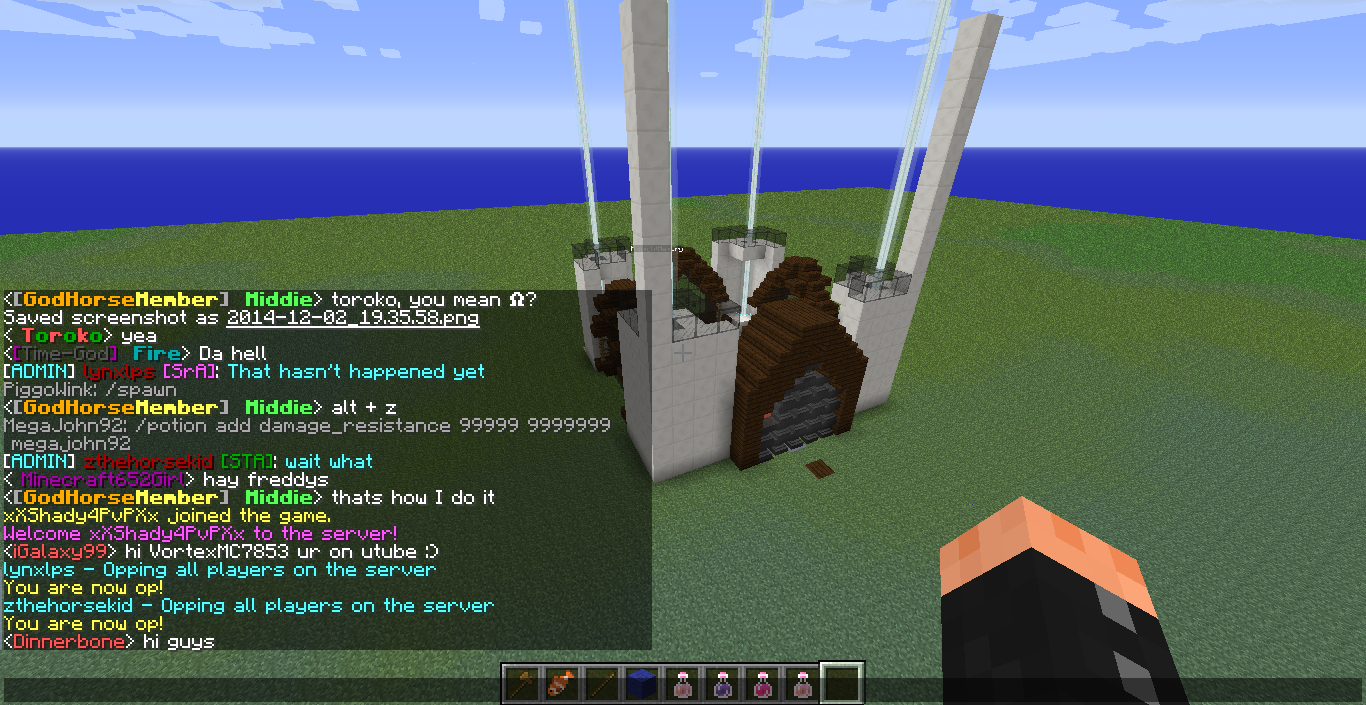 <[GodHorseMember] Middie> toroko, you mean Ω?
Saved screenshot as 2014-12-02_19.35.58.png
< Toroko> yea
<[Time-God] Fire> Da hell
[ADMIN] lynxlps [SrA]: That hasn't happened yet
PiggoWink: /spawn
<[GodHorseMember] Middie> alt + z
MegaJohn92: /potion add damage_resistance 99999 9999999
megajohn92
[ADMIN] zthehorsekid [STA]: wait what
< Minecraft652Girl> hay freddys
<[GodHorseMember] Middie> thats how I do it
xXShady4PvPXx joined the game.
Welcome xXShady4PvPXx to the server!
<iGalaxy99> hi VortexMC7853 ur on utube :)
lynxlps - Opping all players on the server
You are now op!
zthehorsekid - Opping all players on the server
You are now op!
<Dinnerbone> hi guys